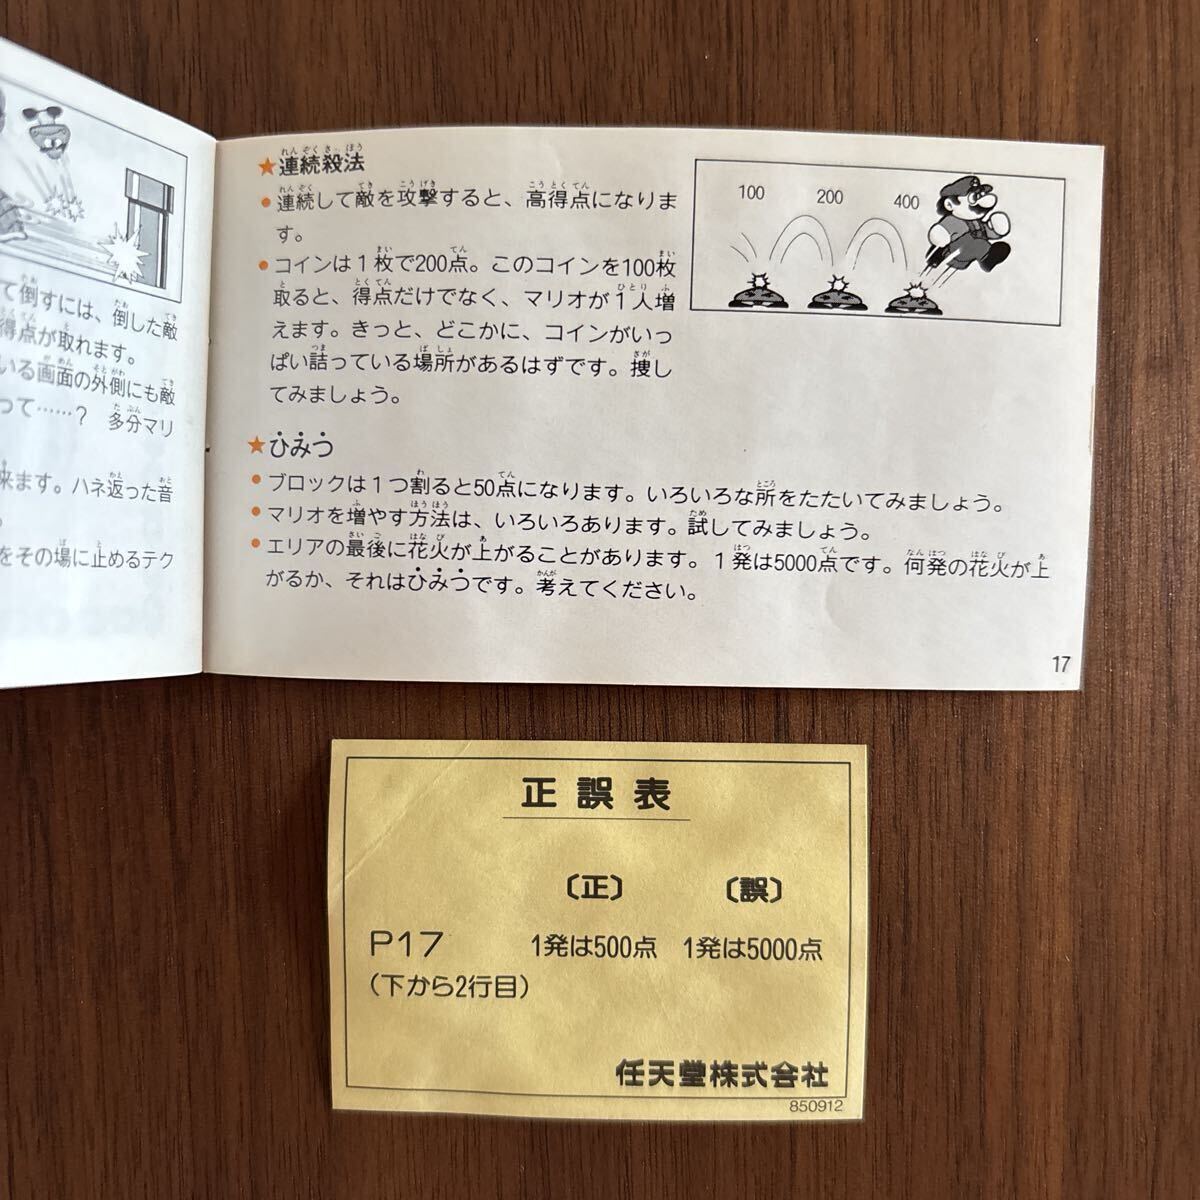 て倒すには、倒した敵
得点が取れます。
いる画面の外側にも敵
って……? 多分マリ
来ます。ハネ返った音
。
をその場に止めるテク
★連続殺法
●連続して敵を攻撃すると、高得点になりま
す。
●コインは1枚で200点。このコインを100枚
取ると、得点だけでなく、マリオが1人増
えます。きっと、どこかに、コインがいっ
ぱい詰っている場所があるはずです。捜し
てみましょう。
100 200 400
★ひみつ
●ブロックは1つ割ると50点になります。いろいろな所をたたいてみましょう。
●マリオを増やす方法は、いろいろあります。試してみましょう。
●エリアの最後に花火が上がることがあります。1発は5000点です。何発の花火が上
がるか、それはひみつです。考えてください。
17
正誤表
〔正〕 〔誤〕
P17 1発は500点 1発は5000点
(下から2行目)
任天堂株式会社
850912